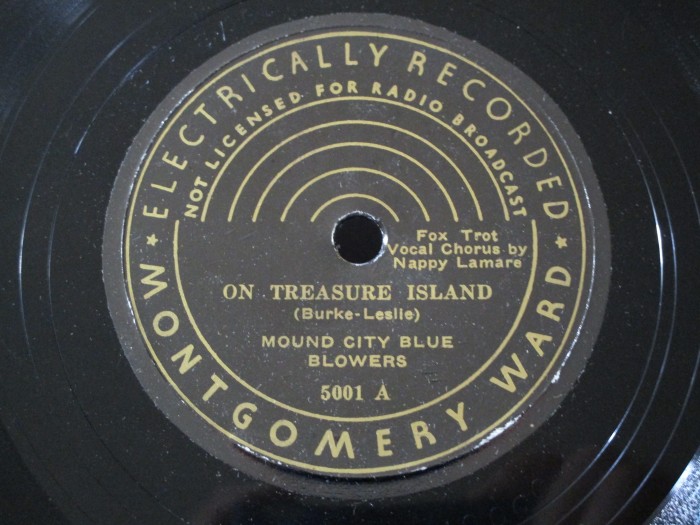 ★ ELECTRICALLY RECORDED ★
NOT LICENSED FOR RADIO BROADCAST
Fox Trot
Vocal Chorus by
Nappy Lamare
ON TREASURE ISLAND
(Burke-Leslie)
MOUND CITY BLUE
BLOWERS
5001 A
MONTGOMERY WARD